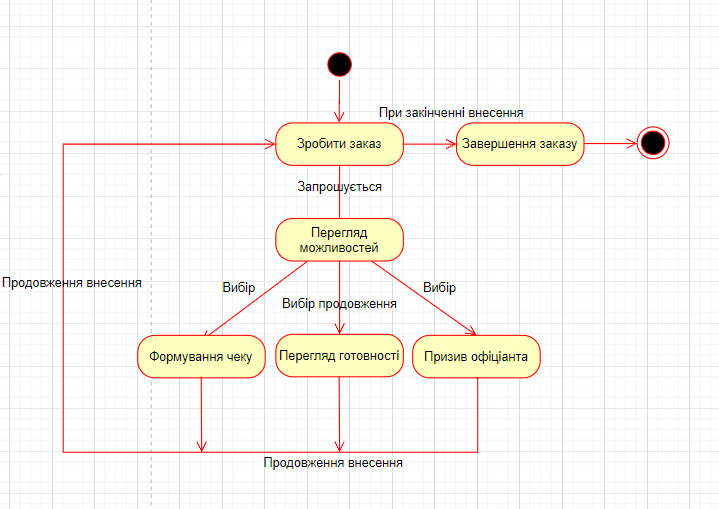 При закінченні внесення
Зробити заказ
Завершення заказу
Запрошується
Перегляд
можливостей
Продовження внесення
Вибір
Вибір продовження
Вибір
Формування чеку
Перегляд готовності
Призив офіціанта
Продовження внесення